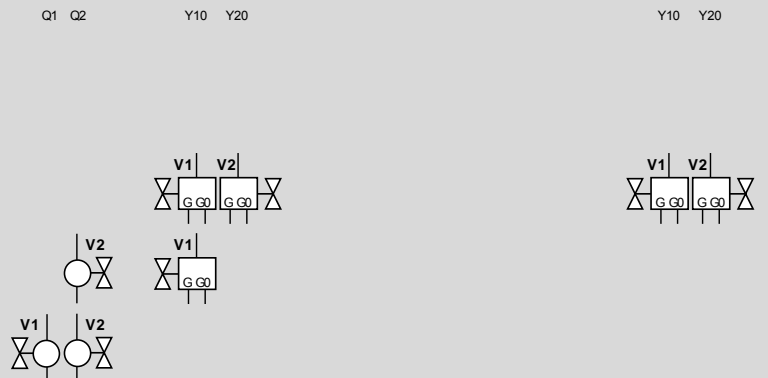 Q1 Q2 Y10 Y20 Y10 Y20
V1 V2 V1 V2
G G0 G G0 G G0 G G0
V2 V1
G G0
V1 V2